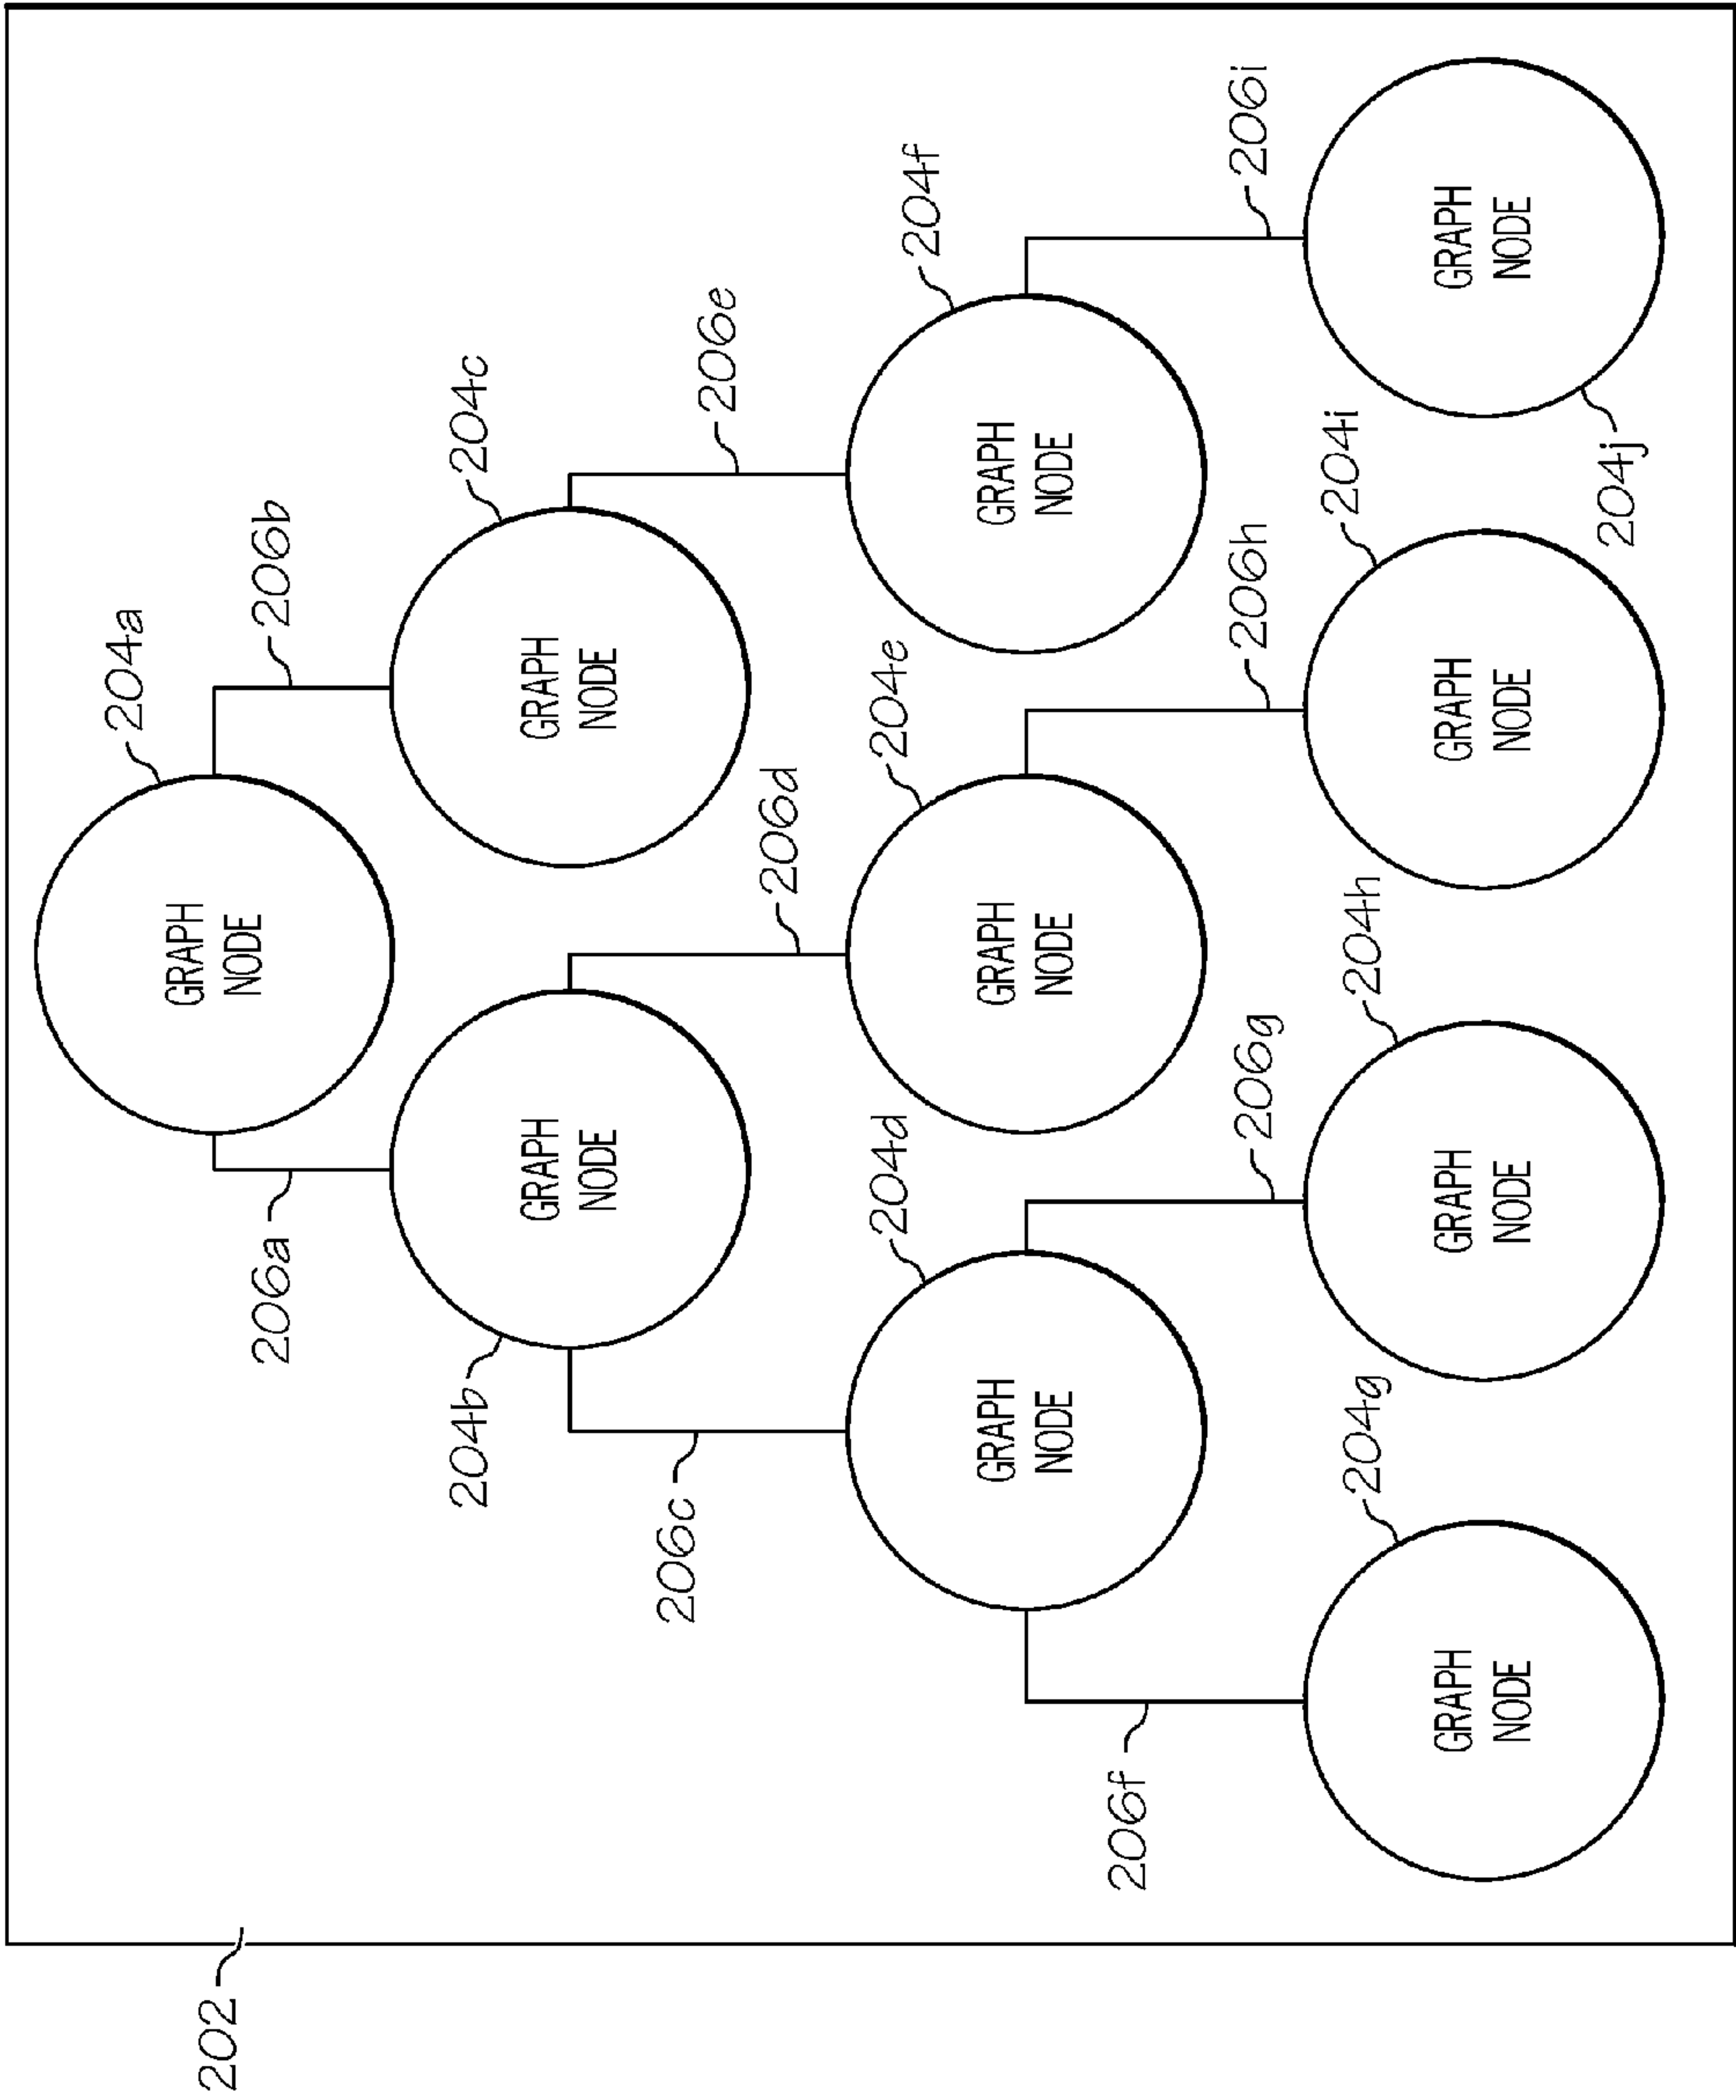 202
204a
GRAPH
NODE
206a
206b
204b
GRAPH
NODE
204c
GRAPH
NODE
206c
206d
206e
204d
GRAPH
NODE
204e
GRAPH
NODE
204f
GRAPH
NODE
206f
206g
206h
206i
204g
GRAPH
NODE
204h
GRAPH
NODE
204i
GRAPH
NODE
GRAPH
NODE
204j